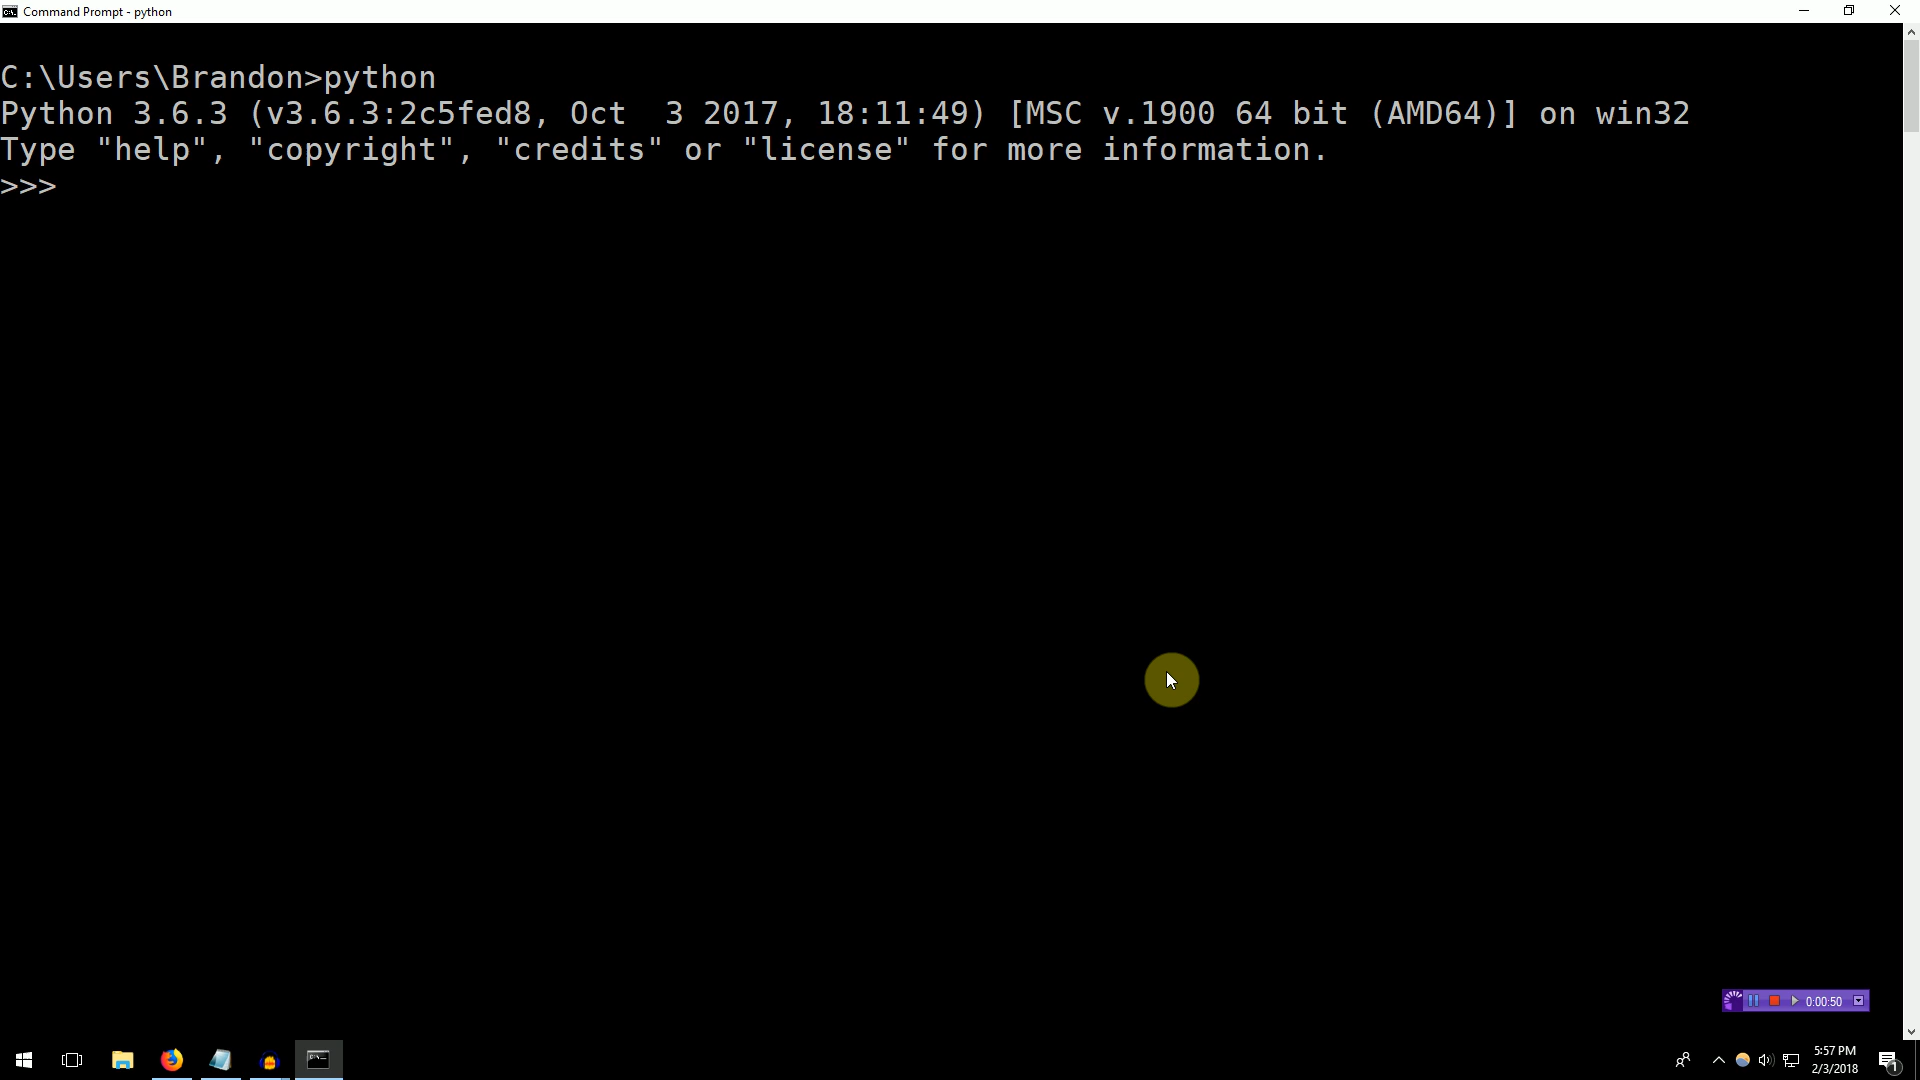 Command Prompt - python
C:\Users\Brandon>python
Python 3.6.3 (v3.6.3:2c5fed8, Oct  3 2017, 18:11:49) [MSC v.1900 64 bit (AMD64)] on win32
Type "help", "copyright", "credits" or "license" for more information.
>>>
0:00:50
5:57 PM
2/3/2018
1